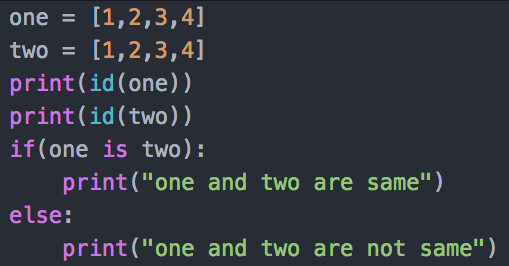 one = [1,2,3,4]
two = [1,2,3,4]
print(id(one))
print(id(two))
if(one is two):
    print("one and two are same")
else:
    print("one and two are not same")